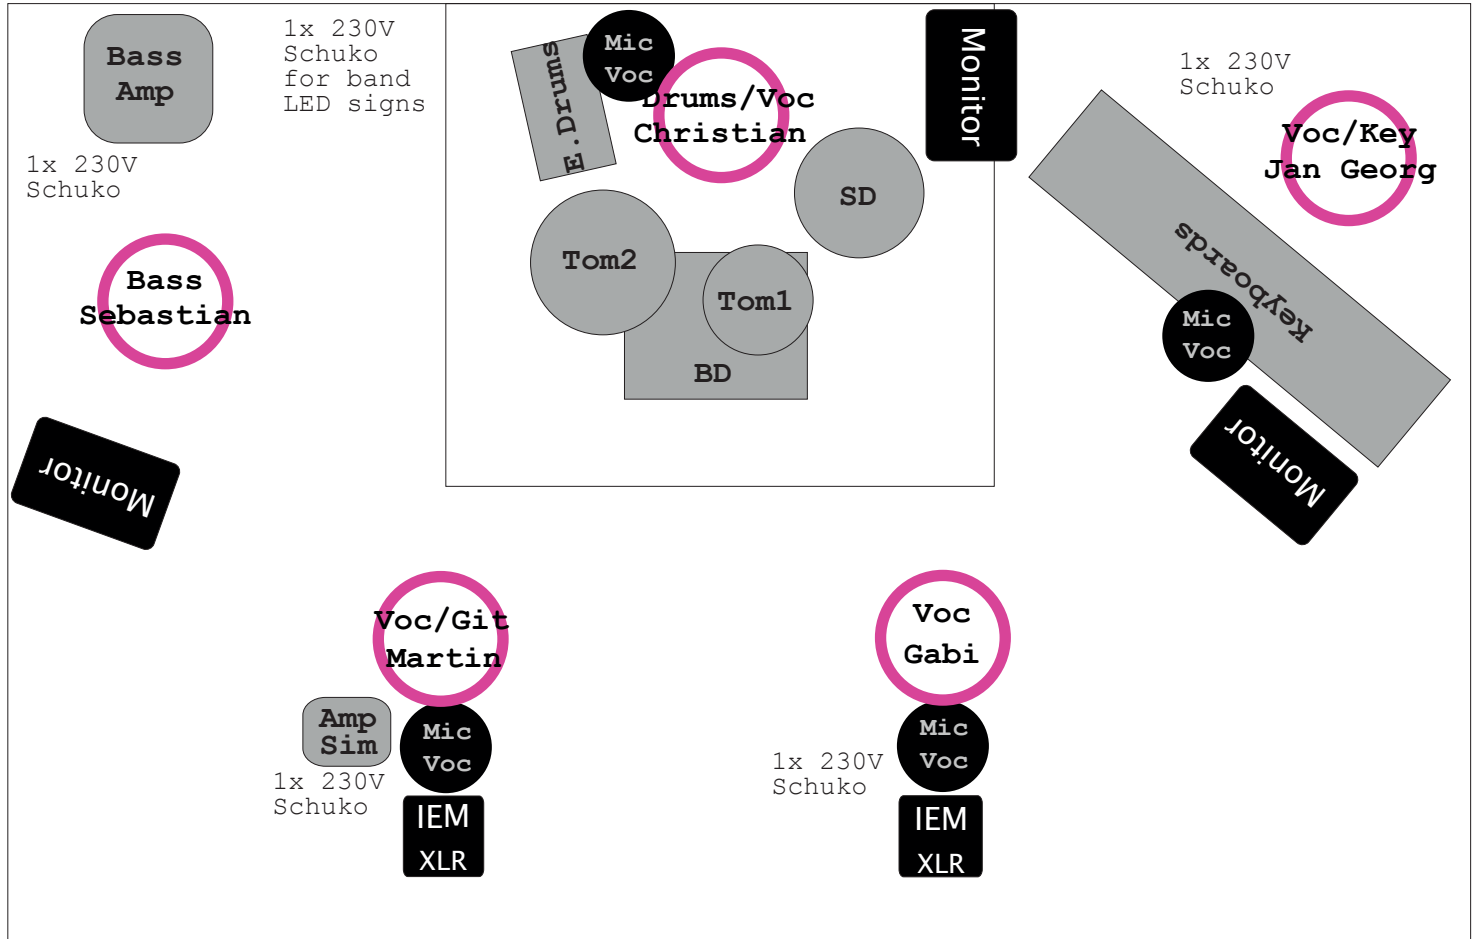 Bass
Amp
1x 230V
Schuko
for band
LED signs
1x 230V
Schuko
E.Drums
Mic
Voc
Drums/Voc
Christian
Monitor
1x 230V
Schuko
Voc/Key
Jan Georg
SD
Tom2
Tom1
BD
Keyboards
Mic
Voc
Monitor
Bass
Sebastian
Monitor
Voc/Git
Martin
Amp
Sim
1x 230V
Schuko
Mic
Voc
IEM
XLR
Voc
Gabi
1x 230V
Schuko
Mic
Voc
IEM
XLR